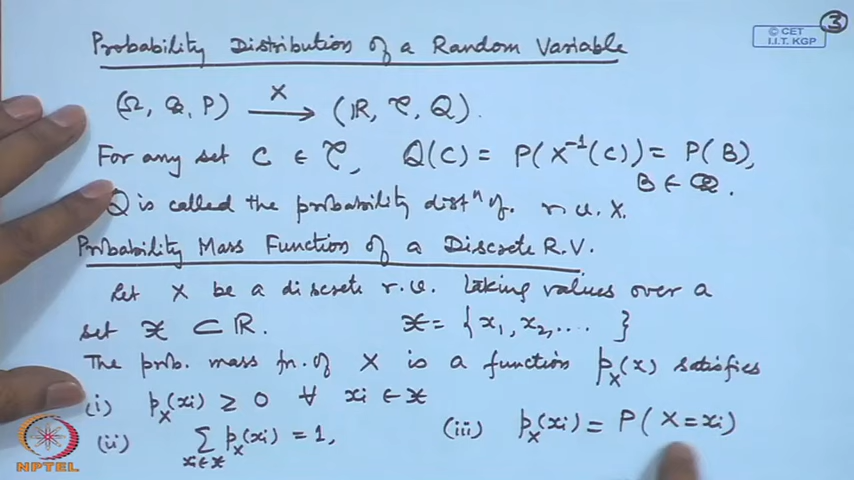 ③
© CET
I.I.T. KGP
Probability Distribution of a Random Variable
(Ω, B, P) —X→ (ℝ, 𝒞, Q).
For any set C ∈ 𝒞, Q(C) = P(X⁻¹(C)) = P(B),
B ∈ B.
Q is called the probability distⁿ of. r.v. X.
Probability Mass Function of a Discrete R.V.
Let X be a discrete r.v. taking values over a
set 𝒳 ⊂ ℝ. 𝒳 = {x₁, x₂, .... }
The prob. mass fn. of X is a function p_X(x) satisfies
(i) p_X(xi) ≥ 0 ∀ xi ∈ 𝒳
(ii) Σ_{xi∈𝒳} p_X(xi) = 1, (iii) p_X(xi) = P(X = xi)
NPTEL